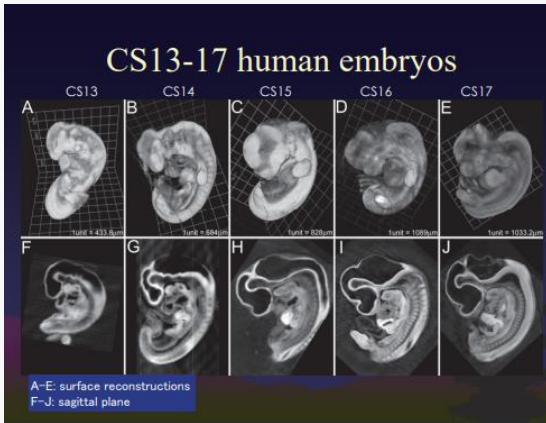 CS13-17 human embryos
CS13 CS14 CS15 CS16 CS17
A B C D E
1unit = 433.6μm 1unit = 684μm 1unit = 828μm 1unit = 1089μm 1unit = 1033.2μm
F G H I J
A-E: surface reconstructions
F-J: sagittal plane